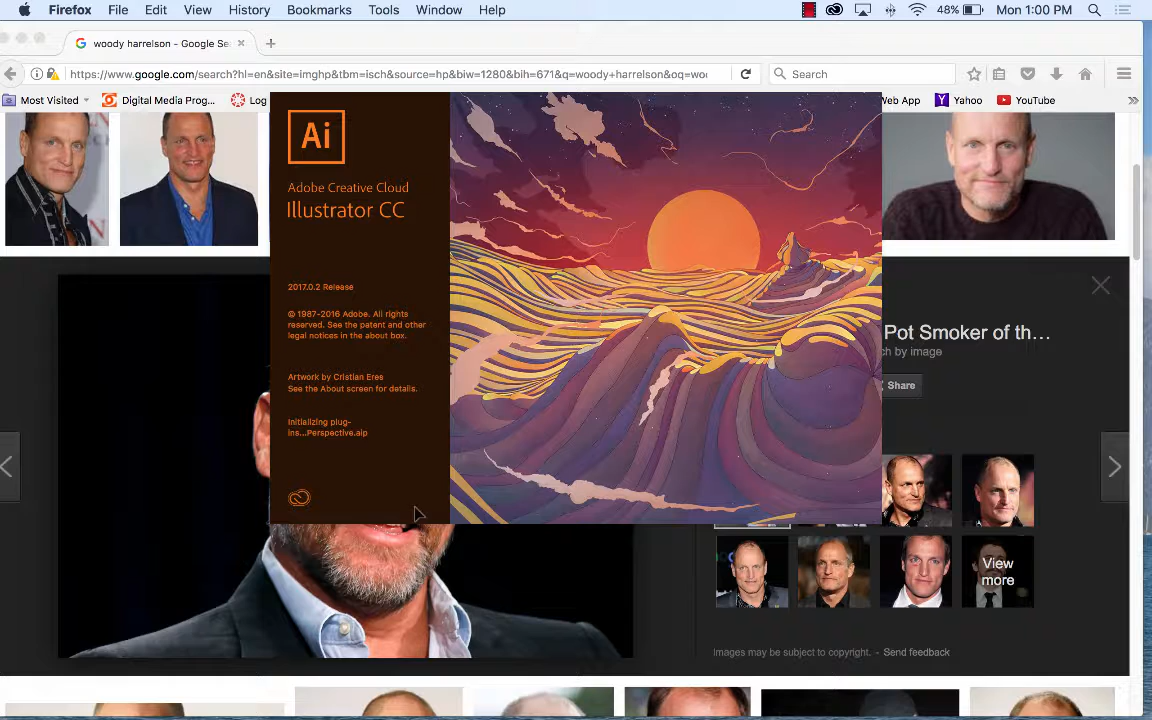 Firefox File Edit View History Bookmarks Tools Window Help 48% Mon 1:00 PM
woody harrelson - Google Se
https://www.google.com/search?hl=en&site=imghp&tbm=isch&source=hp&biw=1280&bih=671&q=woody+harrelson&oq=wo Search
Most Visited Digital Media Prog... Log Web App Yahoo YouTube
Ai
Adobe Creative Cloud
Illustrator CC
2017.0.2 Release
© 1987-2016 Adobe. All rights
reserved. See the patent and other
legal notices in the about box.
Artwork by Cristian Eres
See the About screen for details.
Initializing plug-
ins...Perspective.aip
Pot Smoker of th...
ch by image
Share
View
more
Images may be subject to copyright. - Send feedback